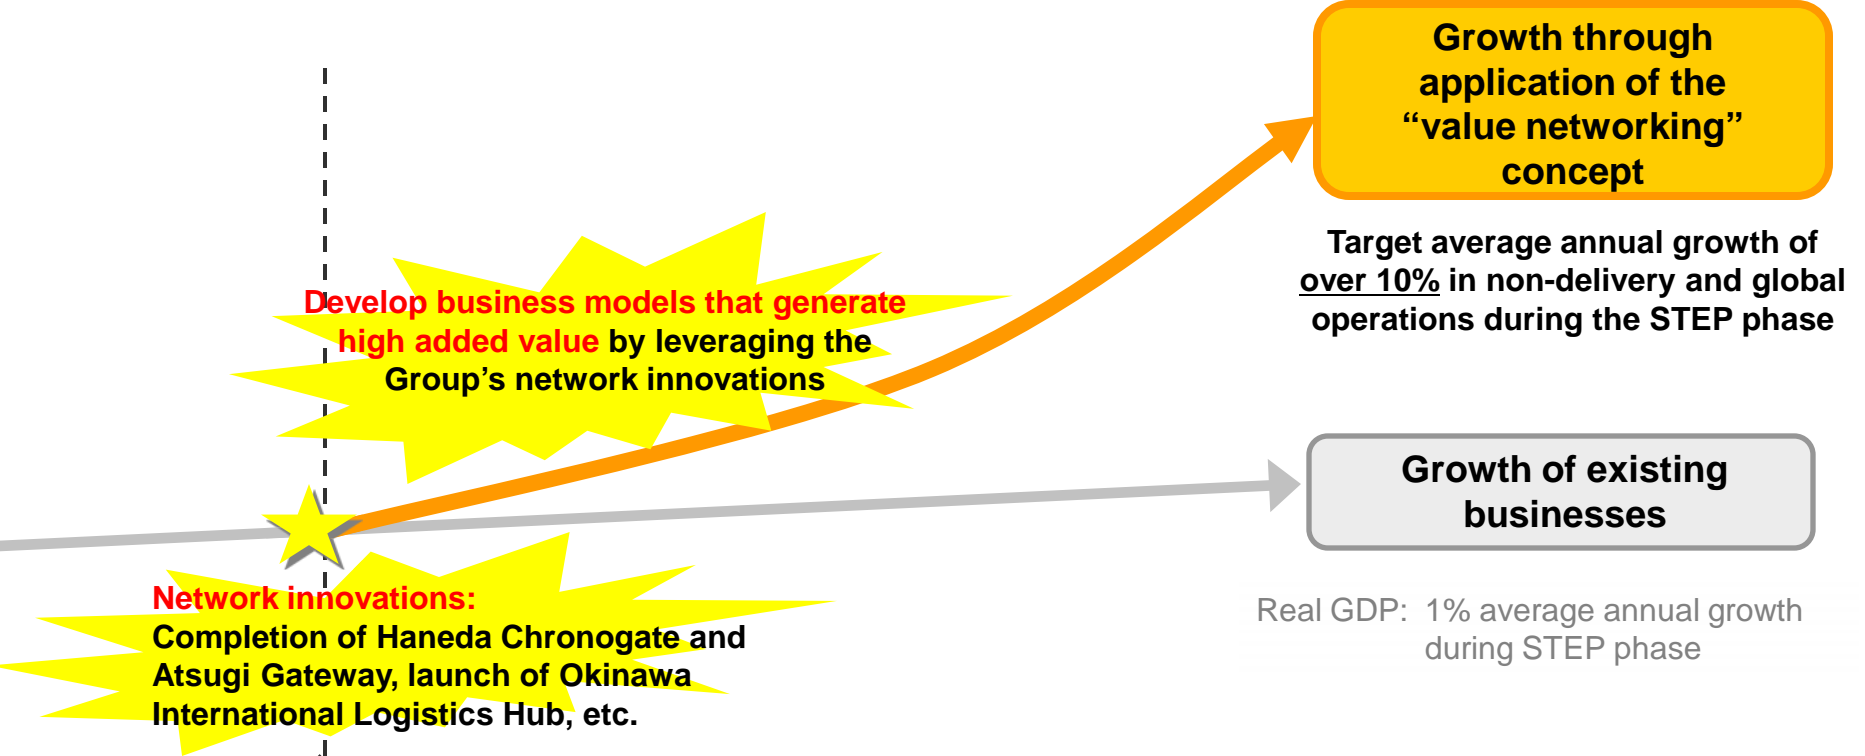 Growth through
application of the
“value networking”
concept
Target average annual growth of
over 10% in non-delivery and global
operations during the STEP phase
Develop business models that generate
high added value by leveraging the
Group’s network innovations
Growth of existing
businesses
Network innovations:
Completion of Haneda Chronogate and
Atsugi Gateway, launch of Okinawa
International Logistics Hub, etc.
Real GDP: 1% average annual growth
during STEP phase